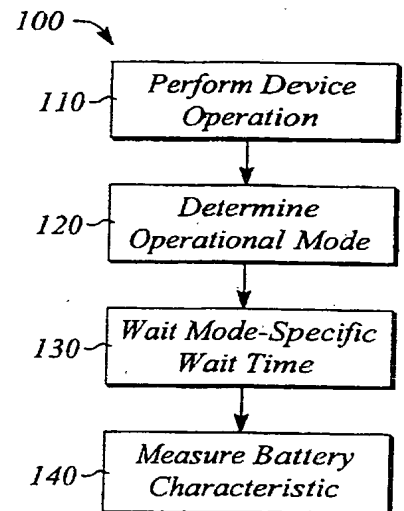 100
110
Perform Device
Operation
120
Determine
Operational Mode
130
Wait Mode-Specific
Wait Time
140
Measure Battery
Characteristic